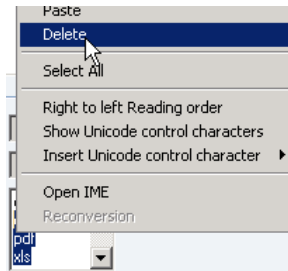 Paste
Delete
Select All
Right to left Reading order
Show Unicode control characters
Insert Unicode control character
Open IME
Reconversion
pdf
xls